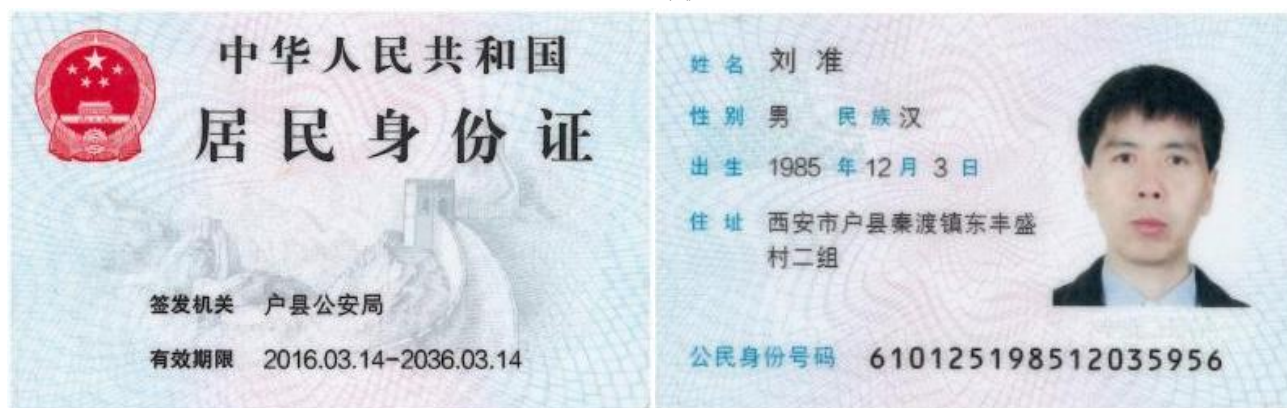 中华人民共和国
居民身份证
签发机关 户县公安局
有效期限 2016.03.14-2036.03.14
姓名 刘准
性别 男 民族 汉
出生 1985 年 12 月 3 日
住址 西安市户县秦渡镇东丰盛
村二组
公民身份号码 610125198512035956